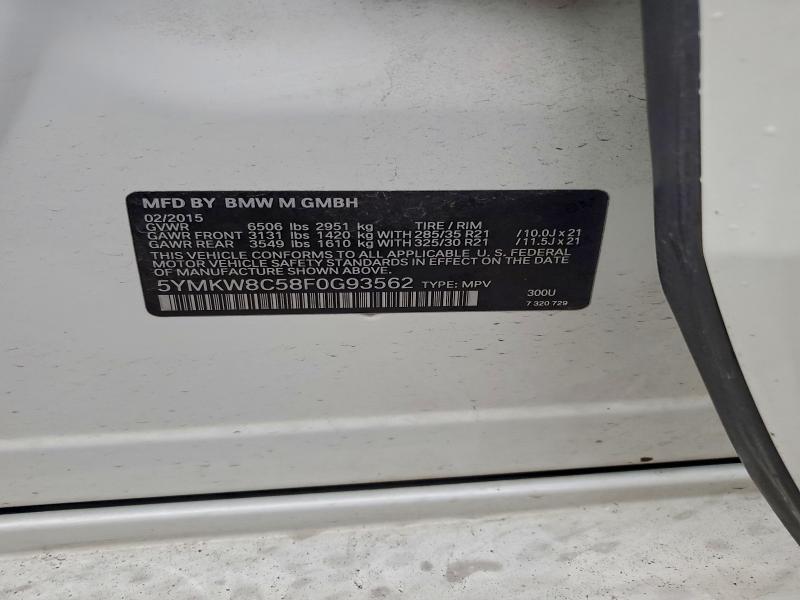 MFD BY BMW M GMBH
02/2015
GVWR 6506 lbs 2951 kg TIRE / RIM
GAWR FRONT 3131 lbs 1420 kg WITH 285/35 R21 / 10.0J x 21
GAWR REAR 3549 lbs 1610 kg WITH 325/30 R21 / 11.5J x 21
THIS VEHICLE CONFORMS TO ALL APPLICABLE U. S. FEDERAL
MOTOR VEHICLE SAFETY STANDARDS IN EFFECT ON THE DATE
OF MANUFACTURE SHOWN ABOVE.
5YMKW8C58F0G93562 TYPE: MPV
300U
7 320 729